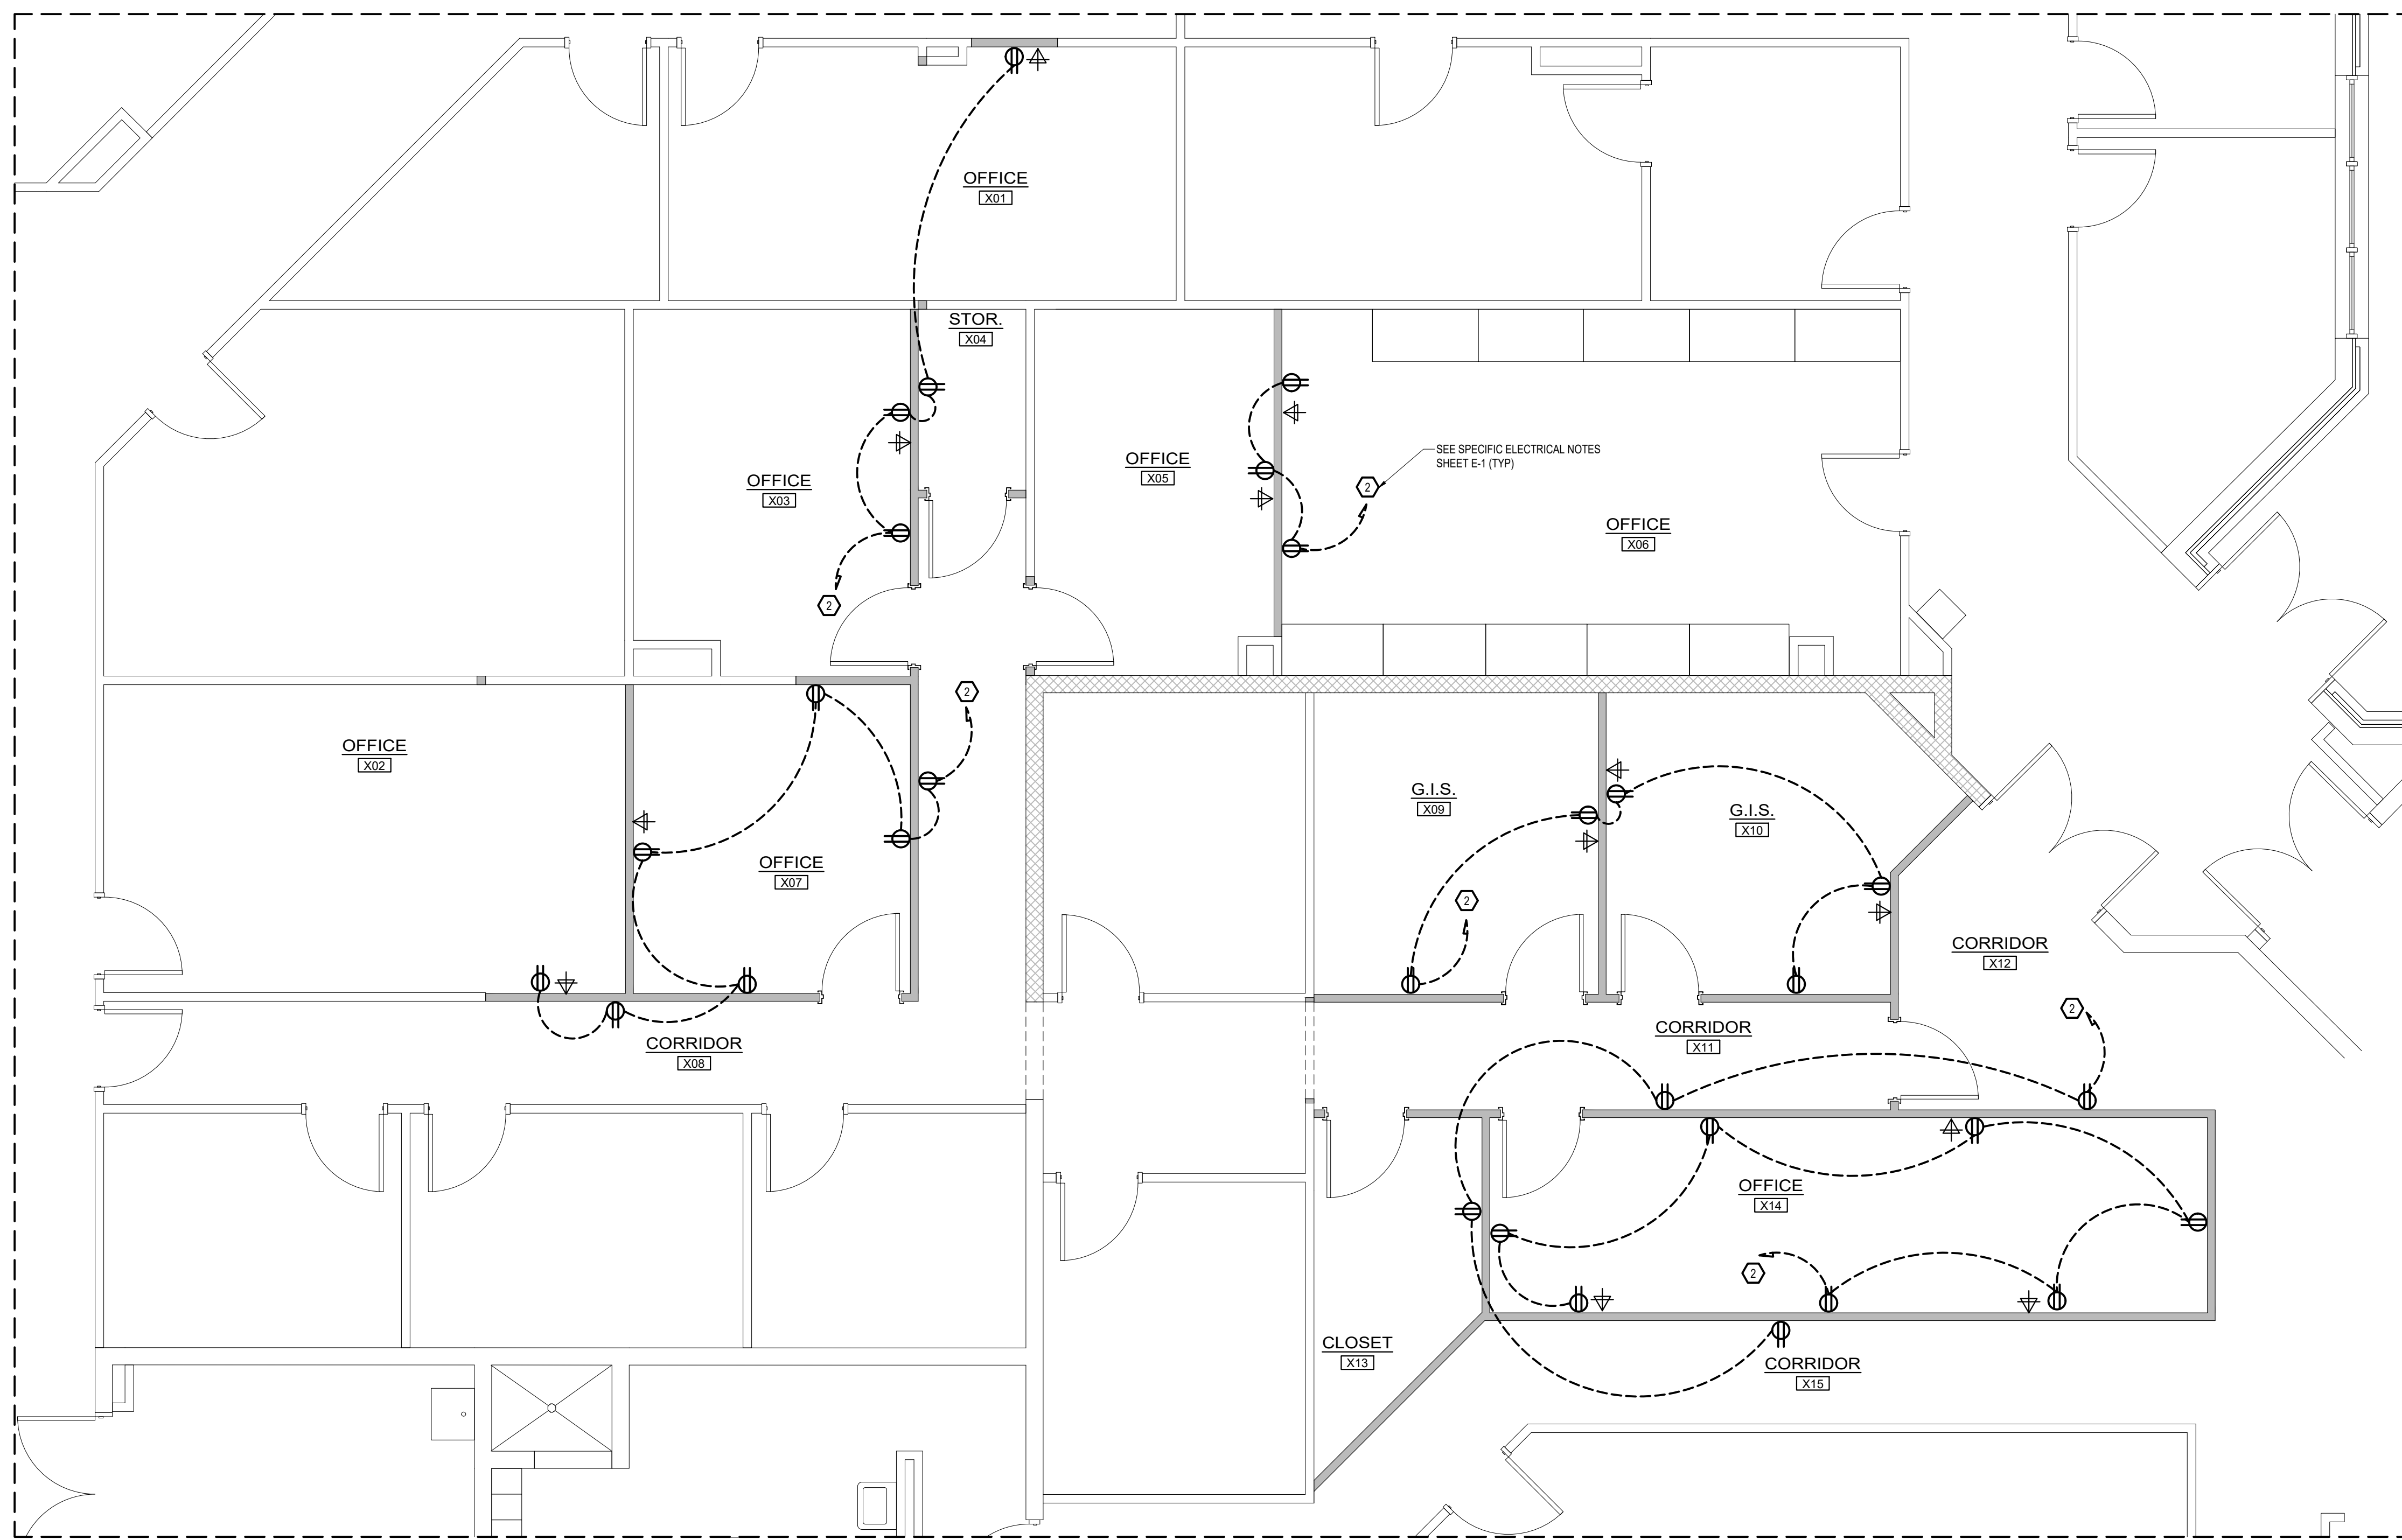 OFFICE
X01
STOR.
X04
OFFICE
X03
OFFICE
X05
SEE SPECIFIC ELECTRICAL NOTES
SHEET E-1 (TYP)
2
OFFICE
X06
2
2
OFFICE
X02
OFFICE
X07
G.I.S.
X09
G.I.S.
X10
2
CORRIDOR
X12
2
CORRIDOR
X08
CORRIDOR
X11
OFFICE
X14
2
CLOSET
X13
CORRIDOR
X15